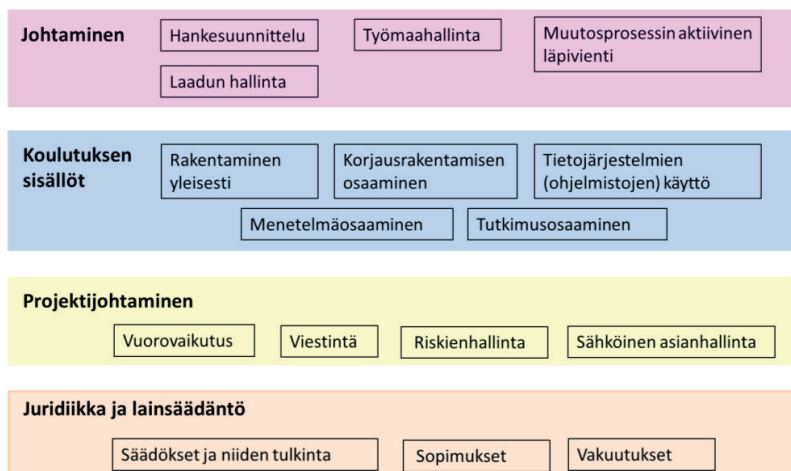 Johtaminen
Hankesuunnittelu
Työmaahallinta
Muutosprosessin aktiivinen
läpivienti
Laadun hallinta
Koulutuksen
sisällöt
Rakentaminen
yleisesti
Korjausrakentamisen
osaaminen
Tietojärjestelmien
(ohjelmistojen) käyttö
Menetelmäosaaminen
Tutkimusosaaminen
Projektijohtaminen
Vuorovaikutus
Viestintä
Riskienhallinta
Sähköinen asianhallinta
Juridiikka ja lainsäädäntö
Säädökset ja niiden tulkinta
Sopimukset
Vakuutukset